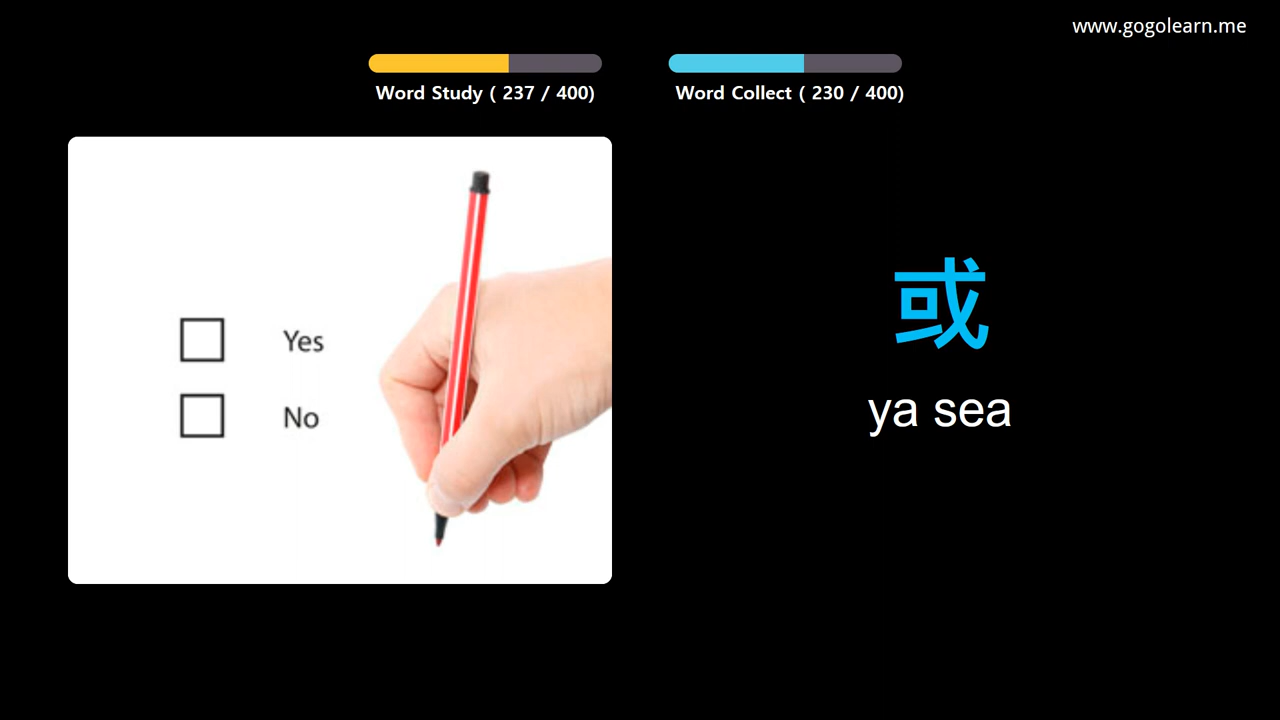 www.gogolearn.me
Word Study ( 237 / 400)
Word Collect ( 230 / 400)
Yes
No
或
ya sea